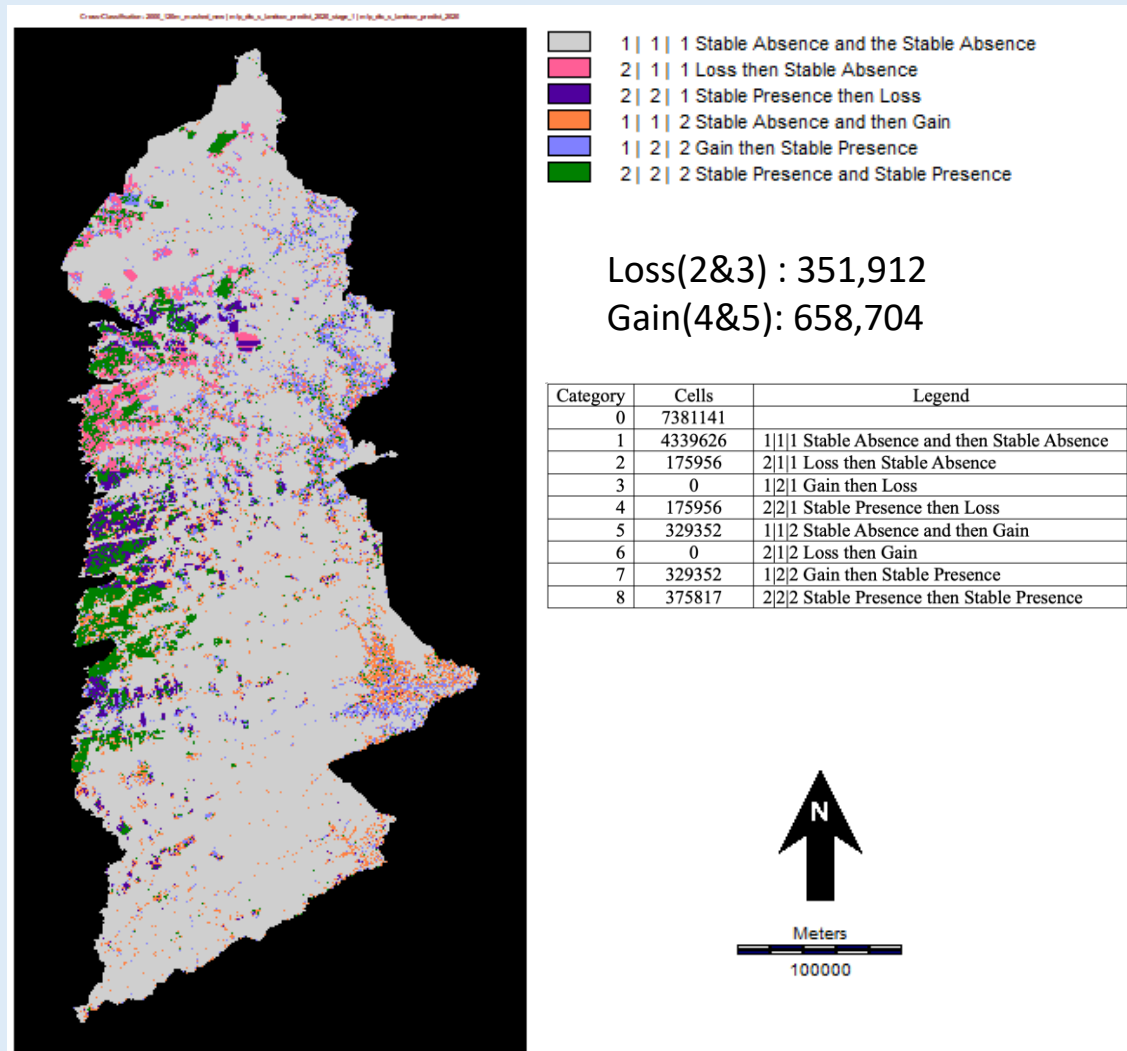 Cross-Classification : 2000_120m_masked_new | mlp_dio_s_landuse_predict_2020_stage_1 | mlp_dio_s_landuse_predict_2020
1 | 1 | 1 Stable Absence and the Stable Absence
2 | 1 | 1 Loss then Stable Absence
2 | 2 | 1 Stable Presence then Loss
1 | 1 | 2 Stable Absence and then Gain
1 | 2 | 2 Gain then Stable Presence
2 | 2 | 2 Stable Presence and Stable Presence
Loss(2&3) : 351,912
Gain(4&5): 658,704
Category Cells Legend
0 7381141
1 4339626 1|1|1 Stable Absence and then Stable Absence
2 175956 2|1|1 Loss then Stable Absence
3 0 1|2|1 Gain then Loss
4 175956 2|2|1 Stable Presence then Loss
5 329352 1|1|2 Stable Absence and then Gain
6 0 2|1|2 Loss then Gain
7 329352 1|2|2 Gain then Stable Presence
8 375817 2|2|2 Stable Presence then Stable Presence
N
Meters
100000